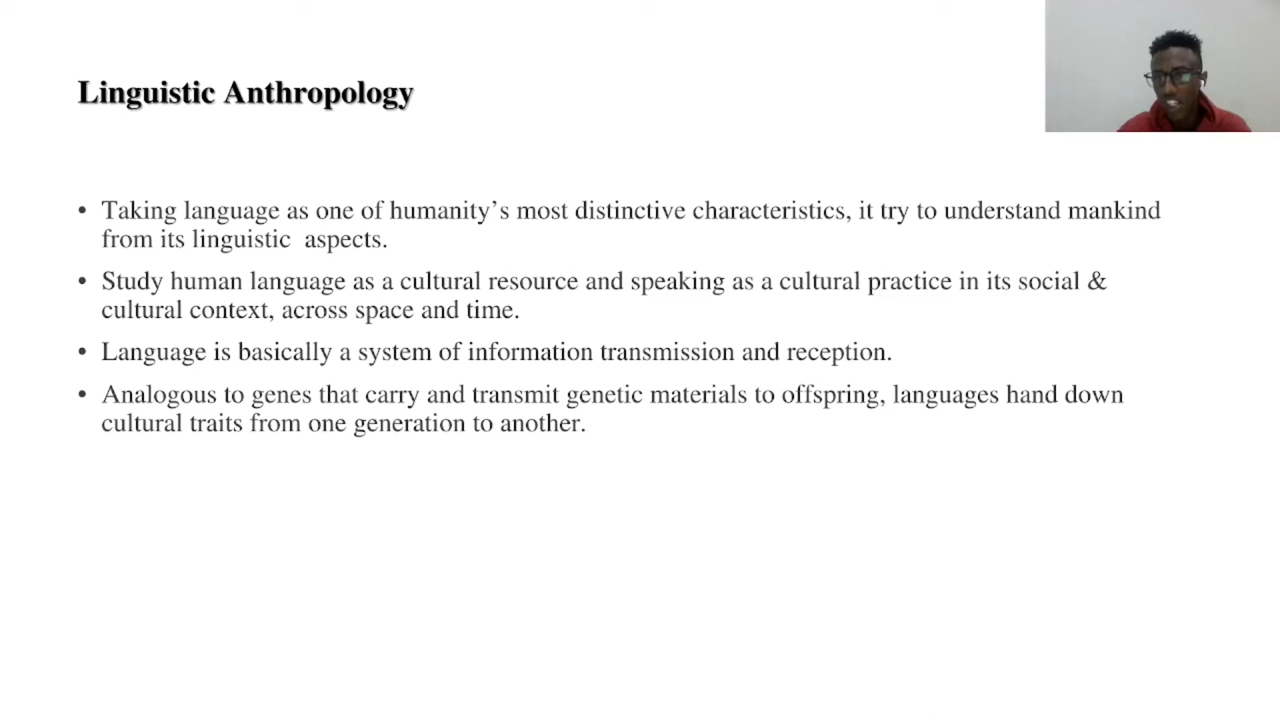 Linguistic Anthropology
• Taking language as one of humanity’s most distinctive characteristics, it try to understand mankind
from its linguistic  aspects.
• Study human language as a cultural resource and speaking as a cultural practice in its social &
cultural context, across space and time.
• Language is basically a system of information transmission and reception.
• Analogous to genes that carry and transmit genetic materials to offspring, languages hand down
cultural traits from one generation to another.